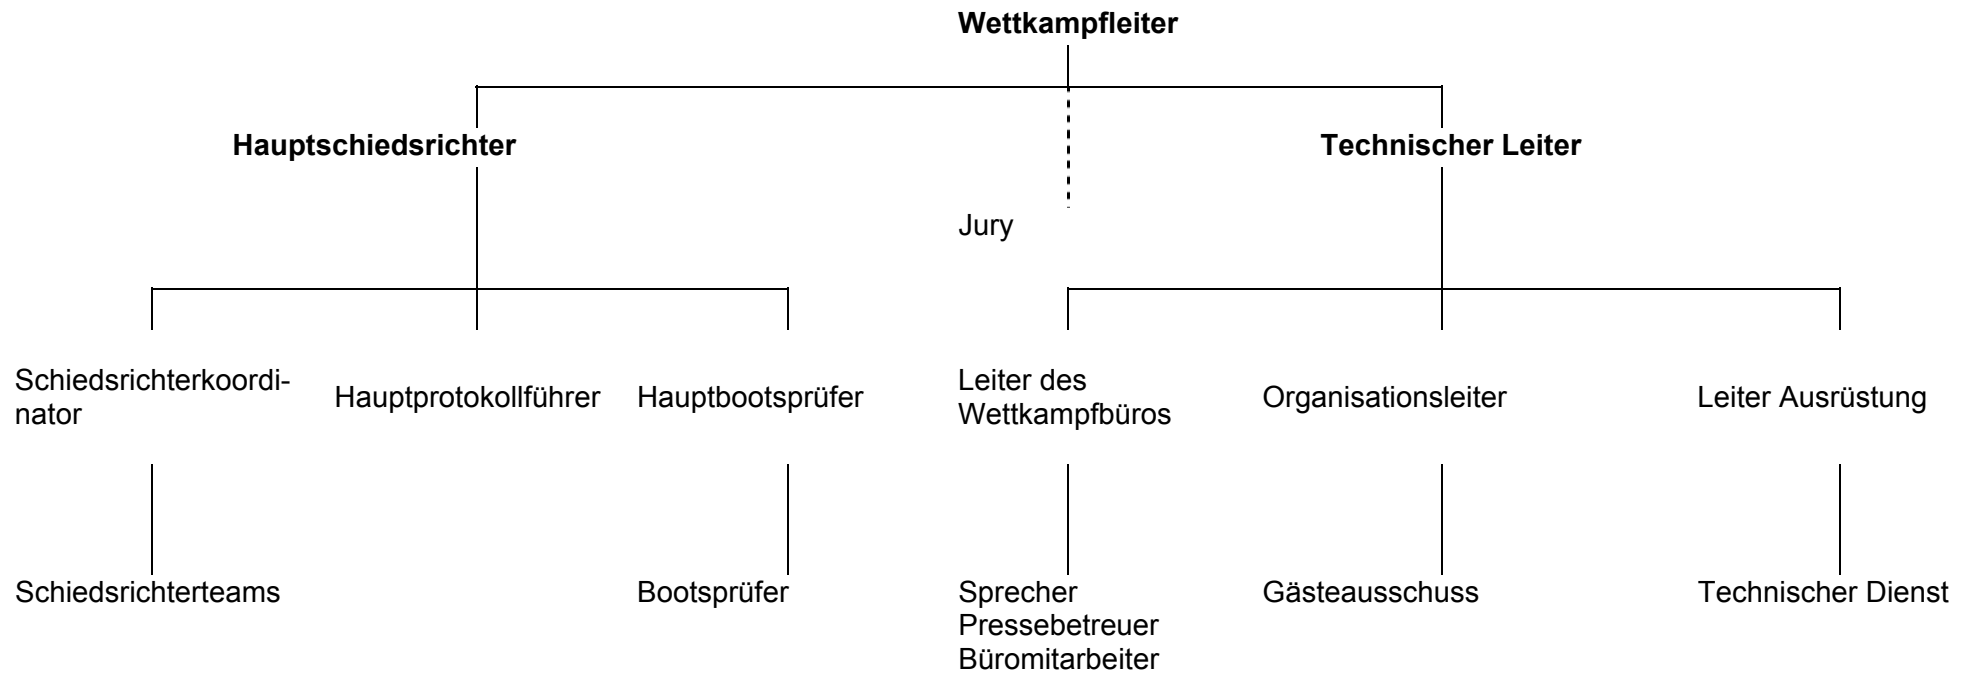 Wettkampfleiter
Hauptschiedsrichter
Technischer Leiter
Jury
Schiedsrichterkoordi-
nator
Hauptprotokollführer
Hauptbootsprüfer
Leiter des
Wettkampfbüros
Organisationsleiter
Leiter Ausrüstung
Schiedsrichterteams
Bootsprüfer
Sprecher
Pressebetreuer
Büromitarbeiter
Gästeausschuss
Technischer Dienst